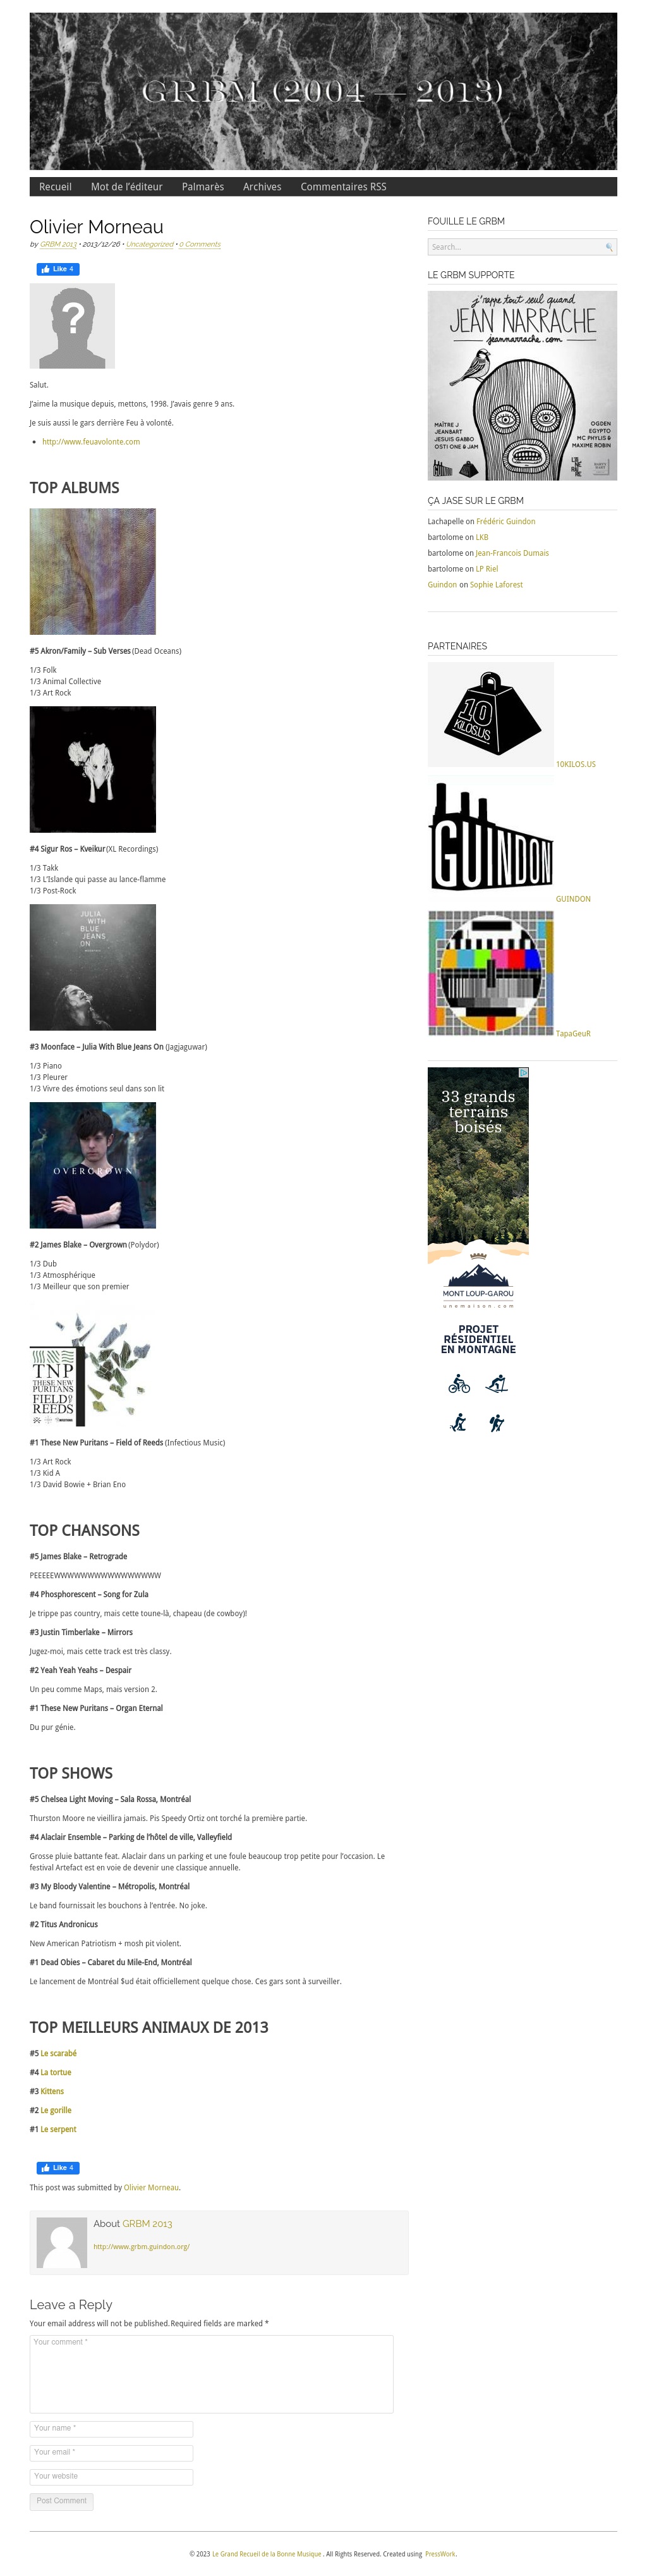 GRBM (2004 — 2013)
Recueil Mot de l'éditeur Palmarès Archives Commentaires RSS
Olivier Morneau
by GRBM 2013 • 2013/12/26 • Uncategorized • 0 Comments
Like 4
?
Salut.
J'aime la musique depuis, mettons, 1998. J'avais genre 9 ans.
Je suis aussi le gars derrière Feu à volonté.
http://www.feuavolonte.com
TOP ALBUMS
#5 Akron/Family – Sub Verses (Dead Oceans)
1/3 Folk
1/3 Animal Collective
1/3 Art Rock
#4 Sigur Ros – Kveikur (XL Recordings)
1/3 Takk
1/3 L'Islande qui passe au lance-flamme
1/3 Post-Rock
JULIA
WITH
BLUE
JEANS
ON
#3 Moonface – Julia With Blue Jeans On (Jagjaguwar)
1/3 Piano
1/3 Pleurer
1/3 Vivre des émotions seul dans son lit
OVERGROWN
#2 James Blake – Overgrown (Polydor)
1/3 Dub
1/3 Atmosphérique
1/3 Meilleur que son premier
TNP
THESE NEW
PURITANS
FIELD OF
REEDS
#1 These New Puritans – Field of Reeds (Infectious Music)
1/3 Art Rock
1/3 Kid A
1/3 David Bowie + Brian Eno
TOP CHANSONS
#5 James Blake – Retrograde
PEEEEEWWWWWWWWWWWWWWWW
#4 Phosphorescent – Song for Zula
Je trippe pas country, mais cette toune-là, chapeau (de cowboy)!
#3 Justin Timberlake – Mirrors
Jugez-moi, mais cette track est très classy.
#2 Yeah Yeah Yeahs – Despair
Un peu comme Maps, mais version 2.
#1 These New Puritans – Organ Eternal
Du pur génie.
TOP SHOWS
#5 Chelsea Light Moving – Sala Rossa, Montréal
Thurston Moore ne vieillira jamais. Pis Speedy Ortiz ont torché la première partie.
#4 Alaclair Ensemble – Parking de l'hôtel de ville, Valleyfield
Grosse pluie battante feat. Alaclair dans un parking et une foule beaucoup trop petite pour l'occasion. Le
festival Artefact est en voie de devenir une classique annuelle.
#3 My Bloody Valentine – Métropolis, Montréal
Le band fournissait les bouchons à l'entrée. No joke.
#2 Titus Andronicus
New American Patriotism + mosh pit violent.
#1 Dead Obies – Cabaret du Mile-End, Montréal
Le lancement de Montréal $ud était officiellement quelque chose. Ces gars sont à surveiller.
TOP MEILLEURS ANIMAUX DE 2013
#5 Le scarabé
#4 La tortue
#3 Kittens
#2 Le gorille
#1 Le serpent
Like 4
This post was submitted by Olivier Morneau.
About GRBM 2013
http://www.grbm.guindon.org/
Leave a Reply
Your email address will not be published. Required fields are marked *
Your comment *
Your name *
Your email *
Your website
Post Comment
FOUILLE LE GRBM
Search...
LE GRBM SUPPORTE
j'rappe tout seul quand
JEAN NARRACHE
jeannarrache.com
MAITRE J
JEANBART
JESUIS GABBO
OSTI ONE & JAM
OGDEN
EGYPTO
MC PHYLIS &
MAXIME ROBIN
ÇA JASE SUR LE GRBM
Lachapelle on Frédéric Guindon
bartolome on LKB
bartolome on Jean-Francois Dumais
bartolome on LP Riel
Guindon on Sophie Laforest
PARTENAIRES
10
KILOS.US
10KILOS.US
GUINDON
GUINDON
TapaGeuR
33 grands
terrains
boisés
MONT LOUP-GAROU
unemaison.com
PROJET
RÉSIDENTIEL
EN MONTAGNE
© 2023 Le Grand Recueil de la Bonne Musique . All Rights Reserved. Created using PressWork.